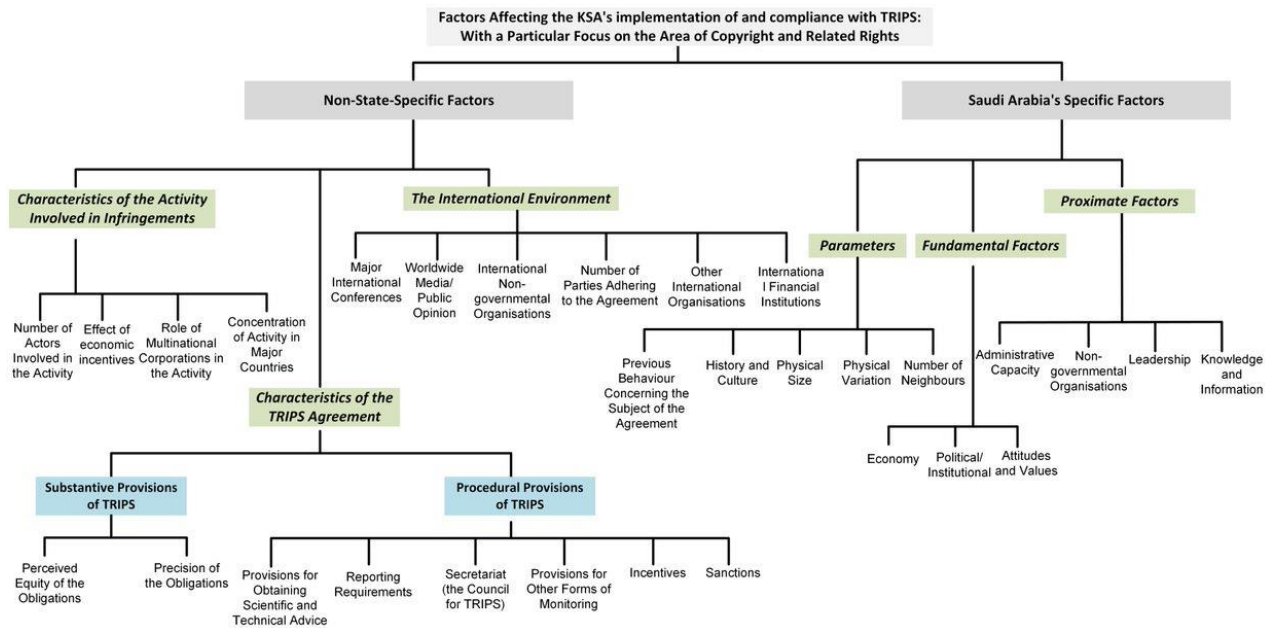 Factors Affecting the KSA's implementation of and compliance with TRIPS:
With a Particular Focus on the Area of Copyright and Related Rights
Non-State-Specific Factors
Saudi Arabia's Specific Factors
Characteristics of the Activity
Involved in Infringements
The International Environment
Proximate Factors
Parameters
Fundamental Factors
Major
International
Conferences
Worldwide
Media/
Public
Opinion
International
Non-
governmental
Organisations
Number of
Parties Adhering
to the Agreement
Other
International
Organisations
Internationa
l Financial
Institutions
Number of
Actors
Involved in
the Activity
Effect of
economic
incentives
Role of
Multinational
Corporations in
the Activity
Concentration
of Activity in
Major
Countries
Previous
Behaviour
Concerning the
Subject of the
Agreement
History and
Culture
Physical
Size
Physical
Variation
Number of
Neighbours
Administrative
Capacity
Non-
governmental
Organisations
Leadership
Knowledge
and
Information
Characteristics of the
TRIPS Agreement
Economy
Political/
Institutional
Attitudes
and Values
Substantive Provisions
of TRIPS
Procedural Provisions
of TRIPS
Perceived
Equity of the
Obligations
Precision of
the Obligations
Provisions for
Obtaining
Scientific and
Technical Advice
Reporting
Requirements
Secretariat
(the Council
for TRIPS)
Provisions for
Other Forms of
Monitoring
Incentives
Sanctions